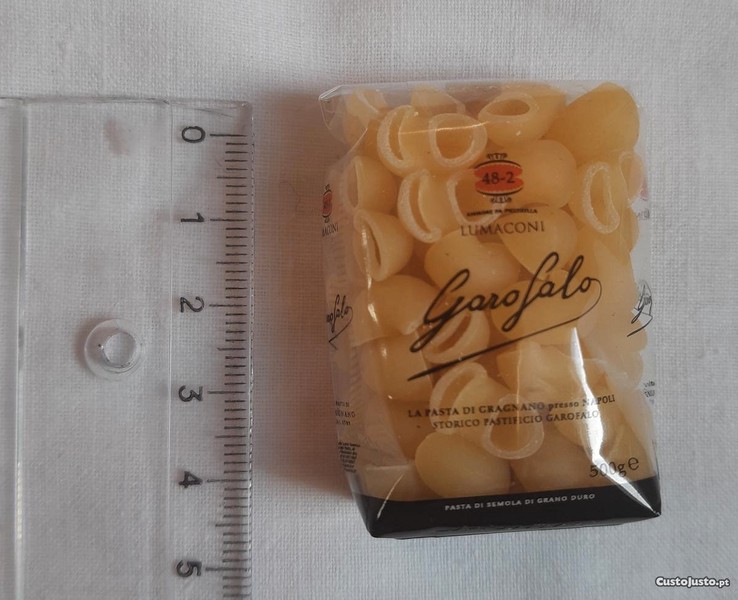 0
1
2
3
4
5
48-2
LUMACONI
Garofalo
LA PASTA DI GRAGNANO presso NAPOLI
STORICO PASTIFICIO GAROFALO
500g e
PASTA DI SEMOLA DI GRANO DURO
CustoJusto.pt